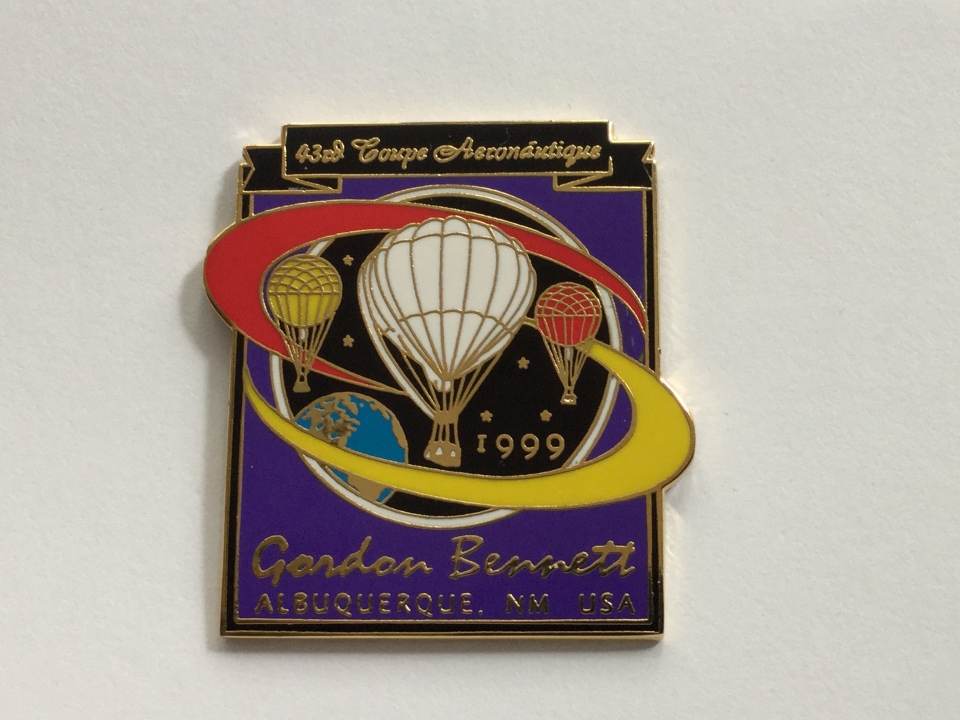 43rd Coupe Aeronáutique
1999
Gordon Bennett
ALBUQUERQUE. NM USA